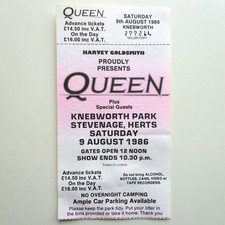 QUEEN
Advance tickets
£14.50 inc V.A.T.
On the Day
£16.00 inc V.A.T.
SATURDAY
9th AUGUST 1986
KNEBWORTH
HARVEY GOLDSMITH
PROUDLY
PRESENTS
QUEEN
Plus
Special Guests
KNEBWORTH PARK
STEVENAGE, HERTS
SATURDAY
9 AUGUST 1986
GATES OPEN 12 NOON
SHOW ENDS 10.30 p.m.
Advance tickets
£14.50 inc V.A.T.
On the Day
£16.00 inc V.A.T.
Do not bring ALCOHOL,
BOTTLES, CANS, VIDEO or
TAPE RECORDERS.
NO OVERNIGHT CAMPING
Ample Car Parking Available
Please keep the park tidy. Put your litter in
the bins provided or take it home. Thank you